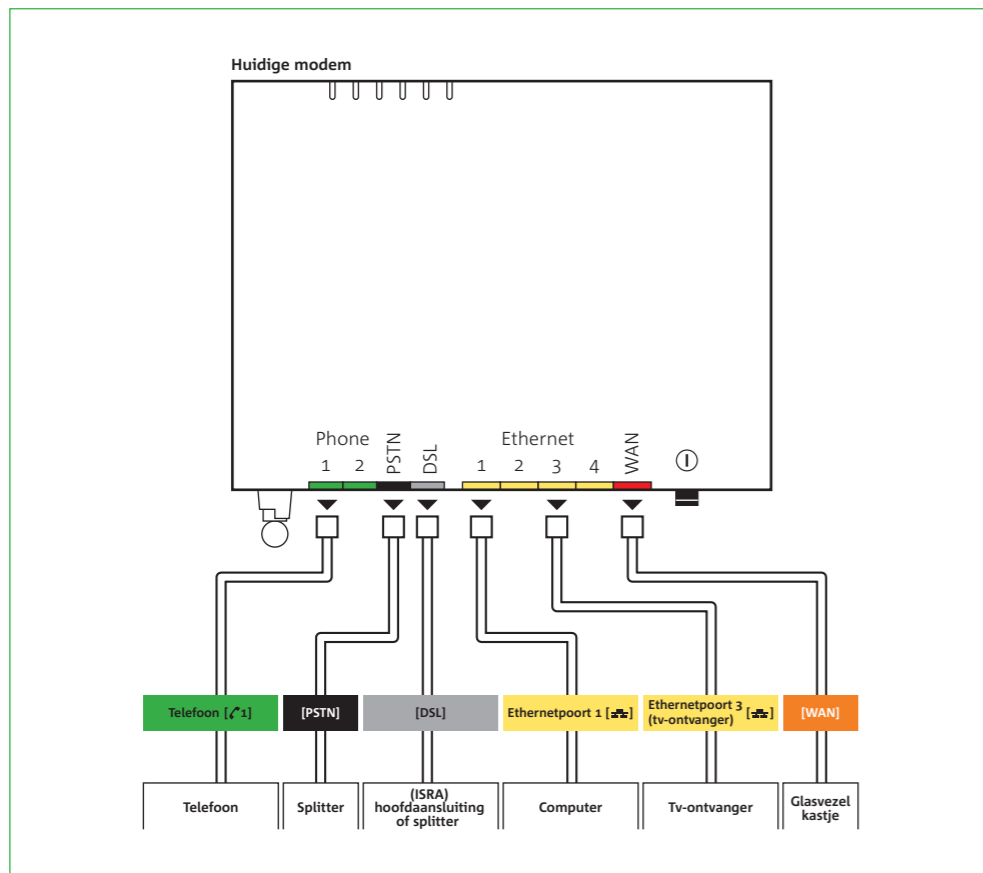 Huidige modem
Phone
1 2 PSTN DSL
Ethernet
1 2 3 4 WAN
Telefoon [1]
[PSTN]
[DSL]
Ethernetpoort 1 []
Ethernetpoort 3
(tv-ontvanger) []
[WAN]
Telefoon
Splitter
(ISRA)
hoofdaansluiting
of splitter
Computer
Tv-ontvanger
Glasvezel
kastje